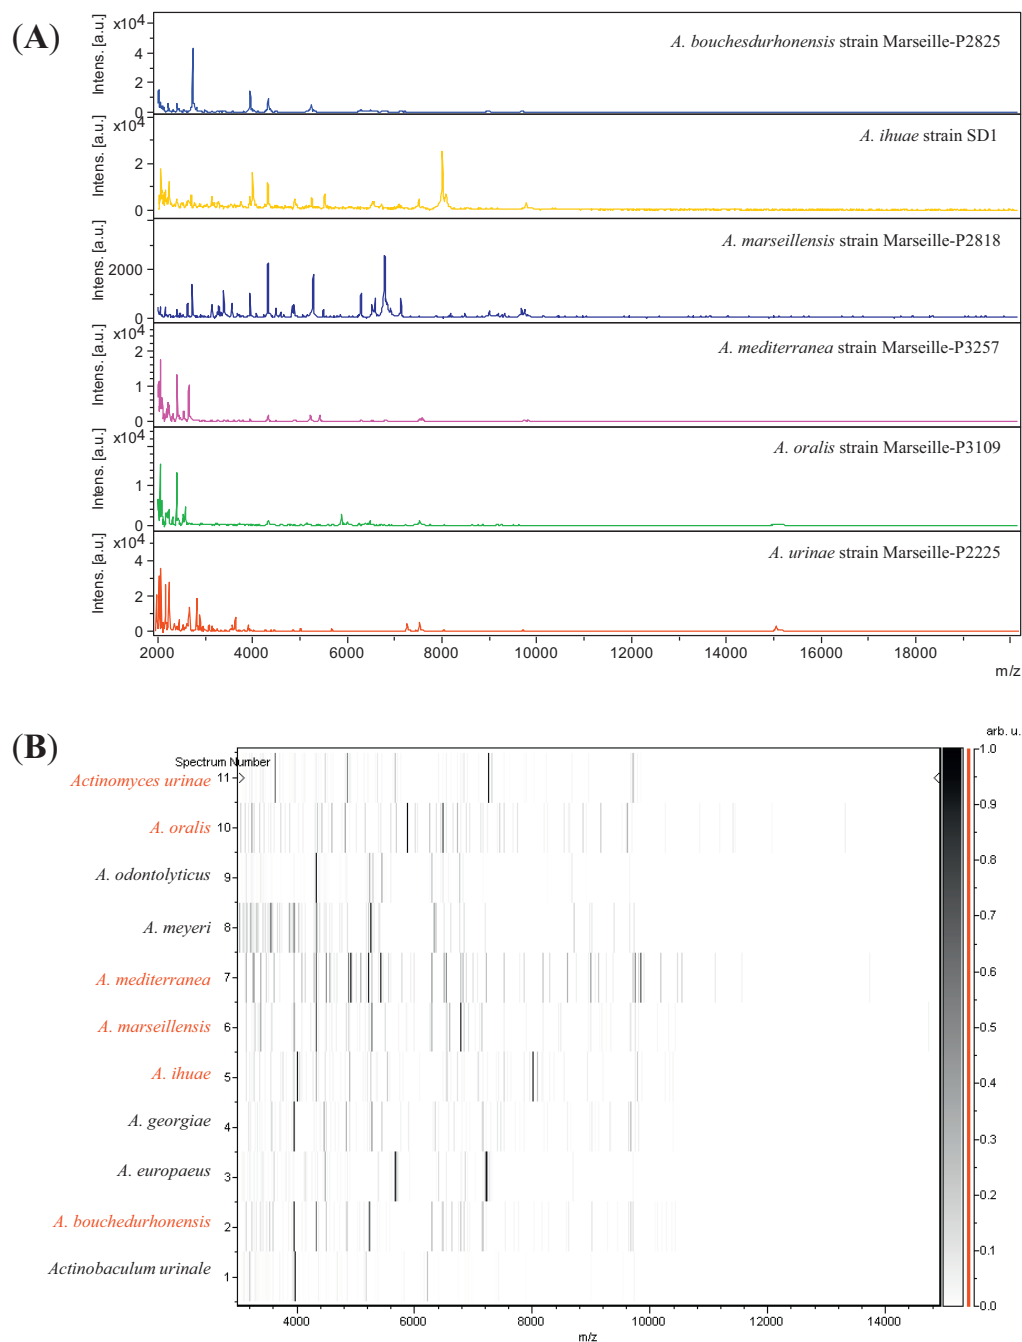 (A)
x10^4
Intens. [a.u.]
4
2
0
A. bouchesdurhonensis strain Marseille-P2825
x10^4
Intens. [a.u.]
2
0
A. ihuae strain SD1
Intens. [a.u.]
2000
0
A. marseillensis strain Marseille-P2818
x10^4
Intens. [a.u.]
2
1
0
A. mediterranea strain Marseille-P3257
x10^4
Intens. [a.u.]
1
0
A. oralis strain Marseille-P3109
x10^4
Intens. [a.u.]
4
2
0
A. urinae strain Marseille-P2225
2000 4000 6000 8000 10000 12000 14000 16000 18000
m/z
(B)
arb. u.
Spectrum Number
Actinomyces urinae 11
A. oralis 10
A. odontolyticus 9
A. meyeri 8
A. mediterranea 7
A. marseillensis 6
A. ihuae 5
A. georgiae 4
A. europaeus 3
A. bouchedurhonensis 2
Actinobaculum urinale 1
1.0
0.9
0.8
0.7
0.6
0.5
0.4
0.3
0.2
0.1
0.0
4000 6000 8000 10000 12000 14000
m/z